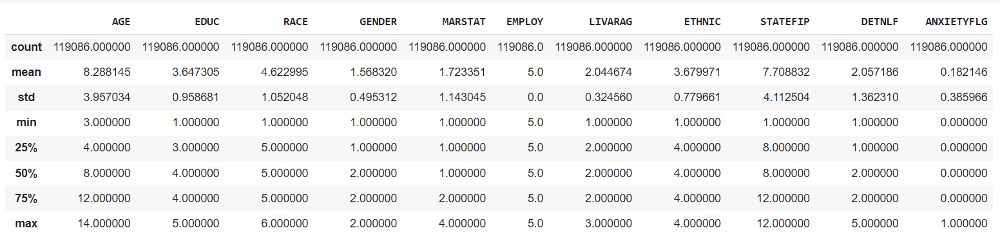 AGE EDUC RACE GENDER MARSTAT EMPLOY LIVARAG ETHNIC STATEFIP DETNLF ANXIETYFLG
count 119086.000000 119086.000000 119086.000000 119086.000000 119086.000000 119086.0 119086.000000 119086.000000 119086.000000 119086.000000 119086.000000
mean 8.288145 3.647305 4.622995 1.568320 1.723351 5.0 2.044674 3.679971 7.708832 2.057186 0.182146
std 3.957034 0.958681 1.052048 0.495312 1.143045 0.0 0.324560 0.779661 4.112504 1.362310 0.385966
min 3.000000 1.000000 1.000000 1.000000 1.000000 5.0 1.000000 1.000000 1.000000 1.000000 0.000000
25% 4.000000 3.000000 5.000000 1.000000 1.000000 5.0 2.000000 4.000000 8.000000 1.000000 0.000000
50% 8.000000 4.000000 5.000000 2.000000 1.000000 5.0 2.000000 4.000000 8.000000 2.000000 0.000000
75% 12.000000 4.000000 5.000000 2.000000 2.000000 5.0 2.000000 4.000000 12.000000 2.000000 0.000000
max 14.000000 5.000000 6.000000 2.000000 4.000000 5.0 3.000000 4.000000 12.000000 5.000000 1.000000